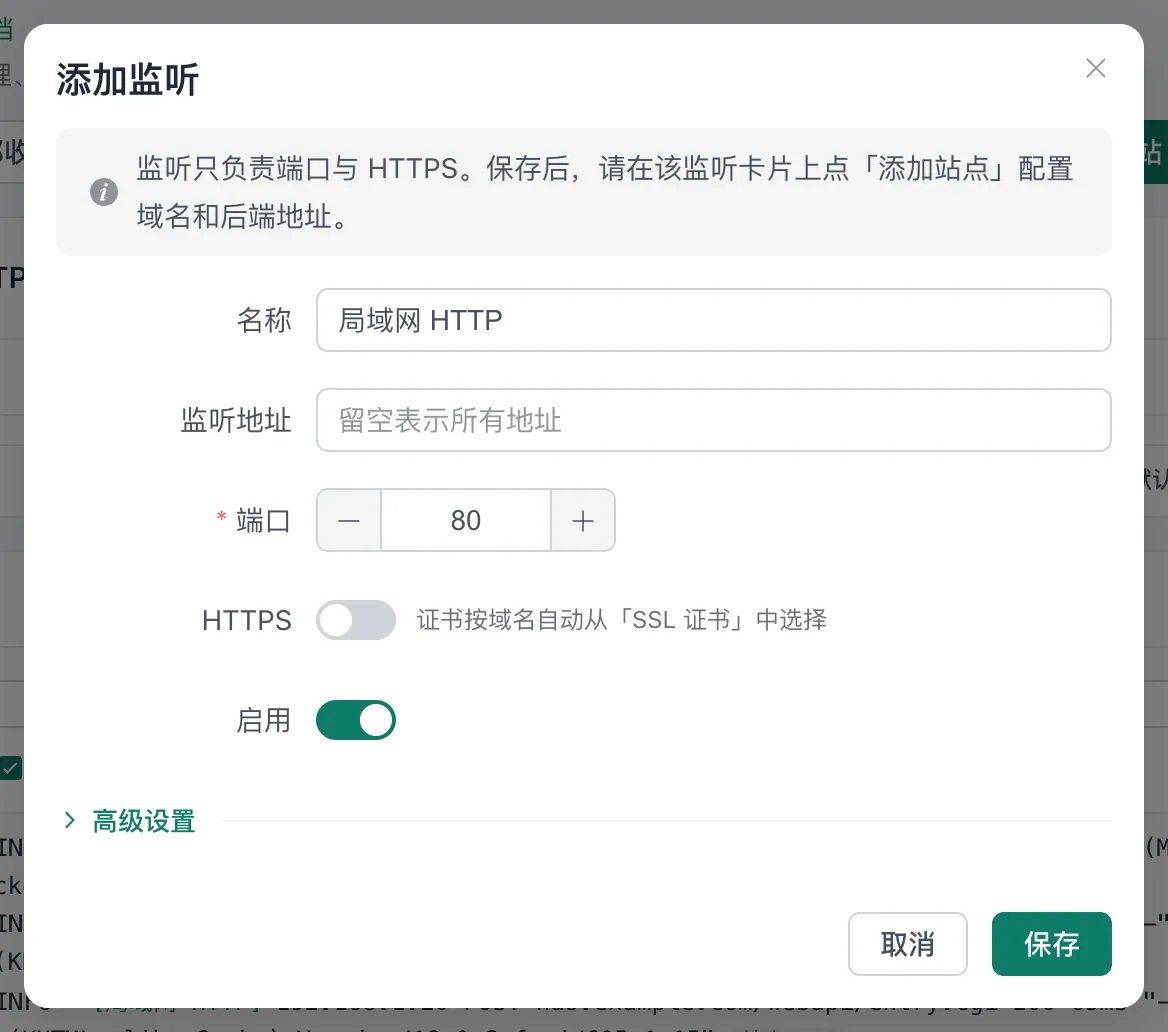 添加监听
监听只负责端口与 HTTPS。保存后，请在该监听卡片上点「添加站点」配置
域名和后端地址。
名称
局域网 HTTP
监听地址
留空表示所有地址
* 端口
80
HTTPS
证书按域名自动从「SSL 证书」中选择
启用
高级设置
取消
保存